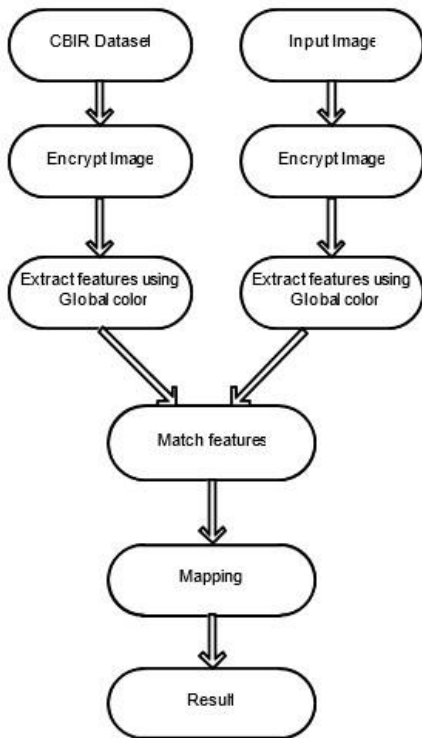 CBIR Dataset
Input Image
Encrypt Image
Encrypt Image
Extract features using
Global color
Extract features using
Global color
Match features
Mapping
Result